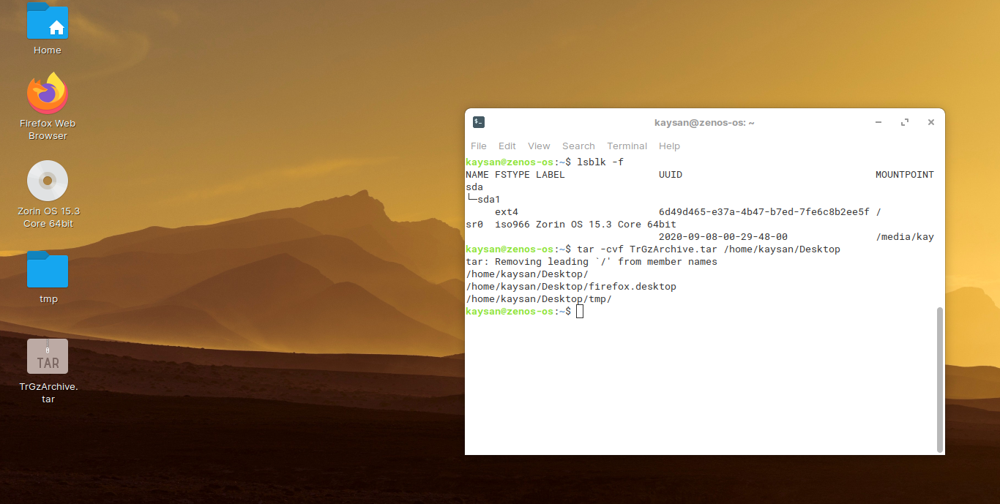 Home
Firefox Web
Browser
Zorin OS 15.3
Core 64bit
tmp
TAR
TrGzArchive.
tar
$_
kaysan@zenos-os: ~
File Edit View Search Terminal Help
kaysan@zenos-os:~$ lsblk -f
NAME FSTYPE LABEL UUID MOUNTPOINT
sda
└─sda1
ext4 6d49d465-e37a-4b47-b7ed-7fe6c8b2ee5f /
sr0 iso966 Zorin OS 15.3 Core 64bit
2020-09-08-00-29-48-00 /media/kay
kaysan@zenos-os:~$ tar -cvf TrGzArchive.tar /home/kaysan/Desktop
tar: Removing leading `/' from member names
/home/kaysan/Desktop/
/home/kaysan/Desktop/firefox.desktop
/home/kaysan/Desktop/tmp/
kaysan@zenos-os:~$